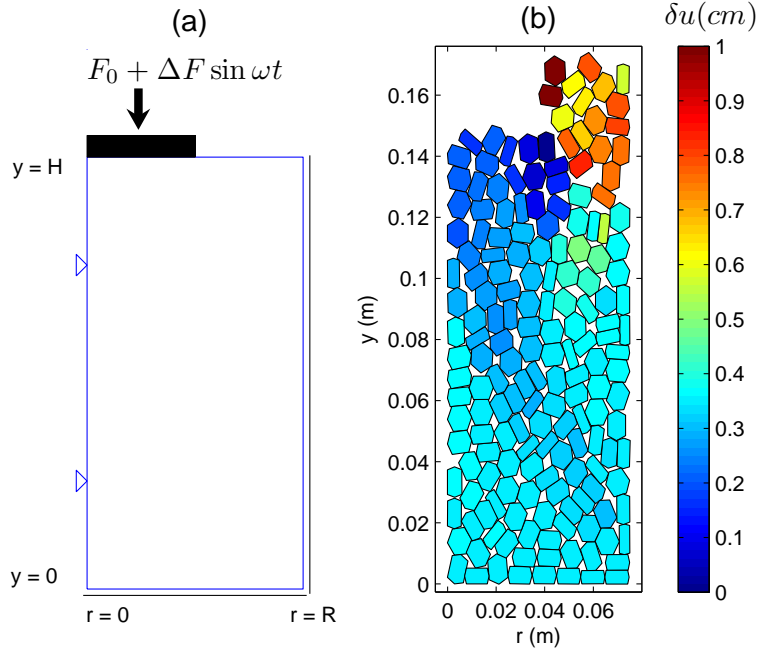 (a)
F₀ + ΔF sin ωt
y = H
y = 0
r = 0
r = R
(b)
0.16
0.14
0.12
0.1
0.08
0.06
0.04
0.02
0
y (m)
0
0.02
0.04
0.06
r (m)
δu(cm)
1
0.9
0.8
0.7
0.6
0.5
0.4
0.3
0.2
0.1
0